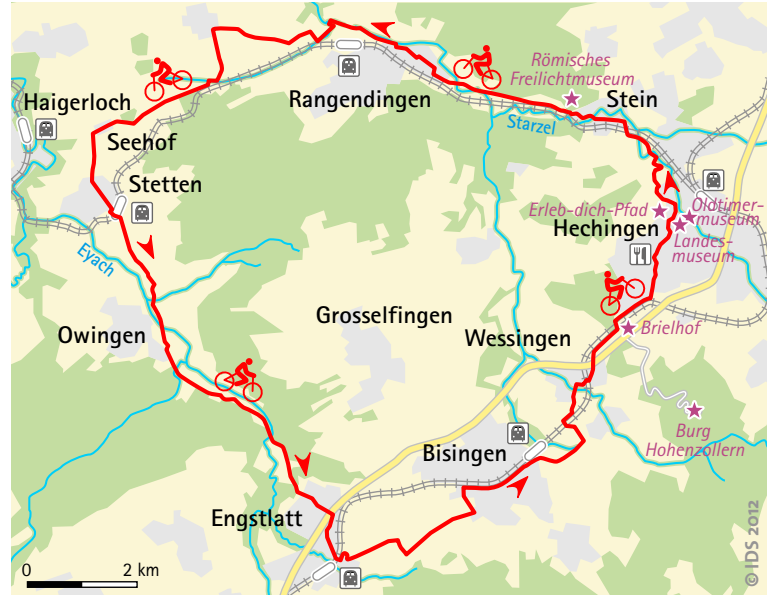 Römisches
Freilichtmuseum
Haigerloch
Rangendingen
Stein
Seehof
Starzel
Stetten
Erleb-dich-Pfad
Oldtimer-
museum
Hechingen
Landes-
museum
Eyach
Grosselfingen
Owingen
Wessingen
Brielhof
Burg
Hohenzollern
Bisingen
Engstlatt
0 2 km
© IDS 2012